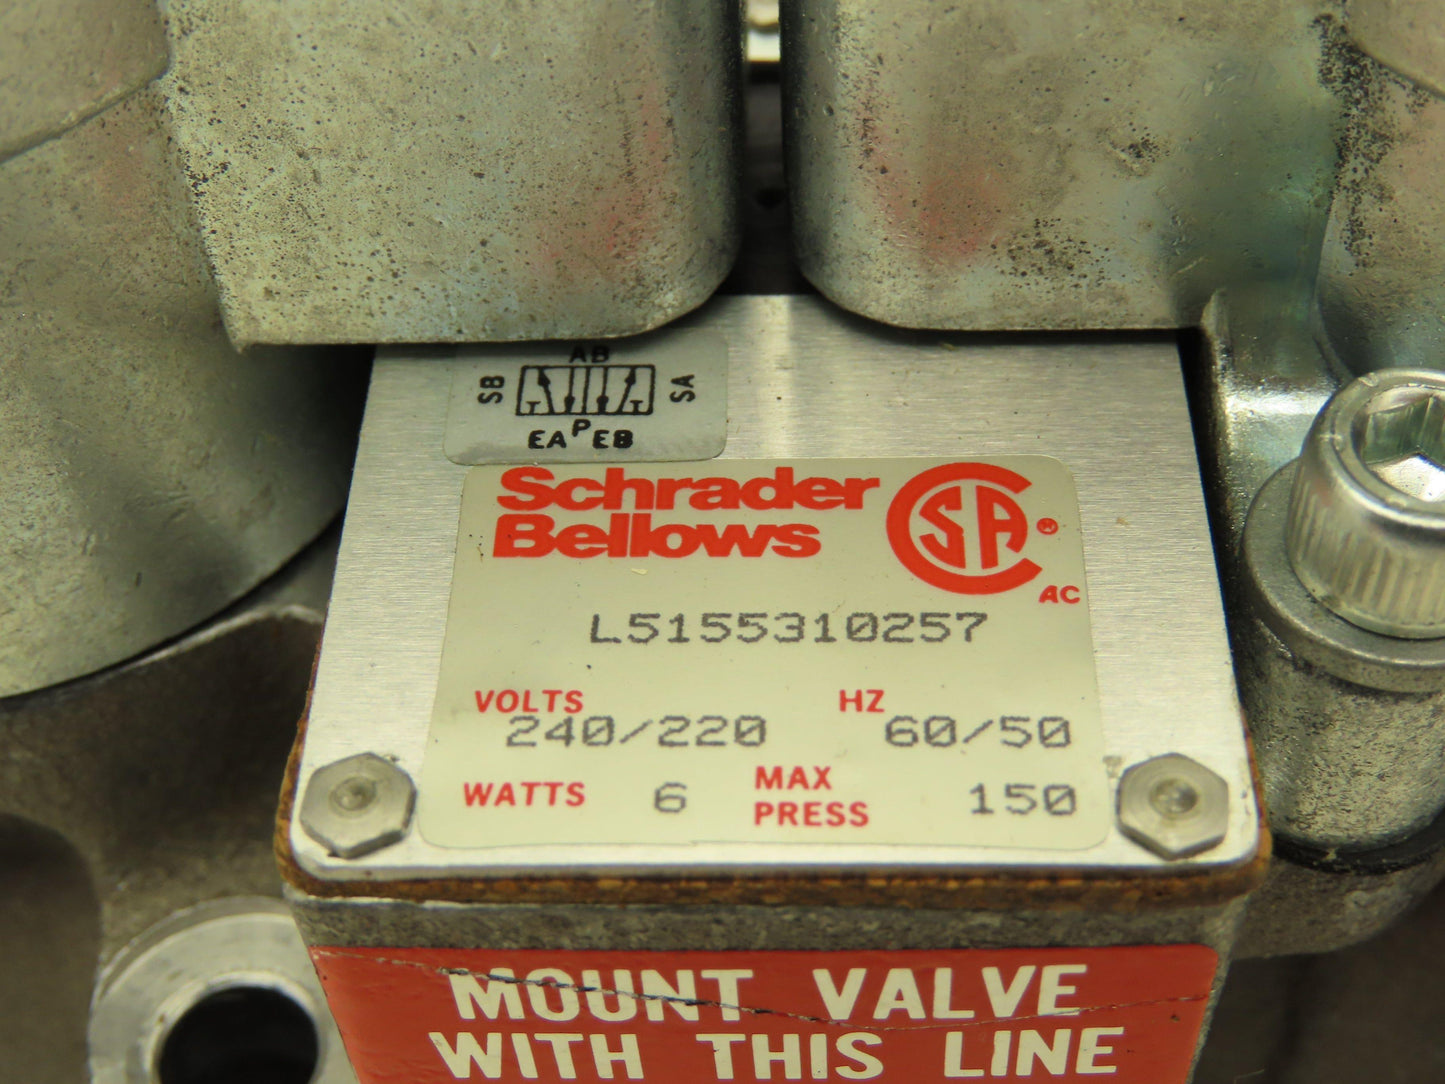 AB
SB SA
EA P EB
Schrader
Bellows
CSA ®
AC
L5155310257
VOLTS HZ
240/220 60/50
WATTS 6 MAX PRESS 150
MOUNT VALVE
WITH THIS LINE